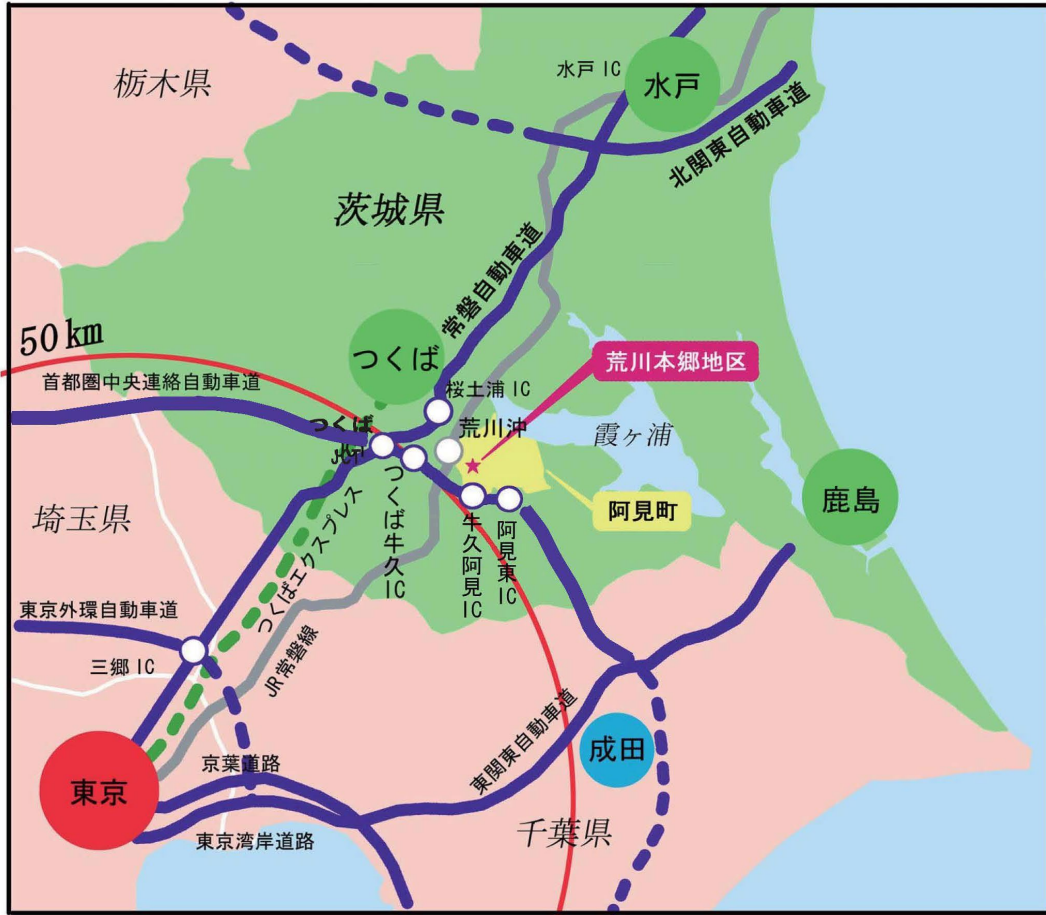 栃木県
水戸 IC
水戸
北関東自動車道
茨城県
常磐自動車道
50km
つくば
荒川本郷地区
首都圏中央連絡自動車道
桜土浦 IC
つくば
JCT
荒川沖
霞ヶ浦
つくば牛久IC
阿見町
鹿島
埼玉県
牛久阿見IC
阿見東IC
つくばエクスプレス
東京外環自動車道
三郷 IC
JR常磐線
東京
京葉道路
東関東自動車道
成田
東京湾岸道路
千葉県